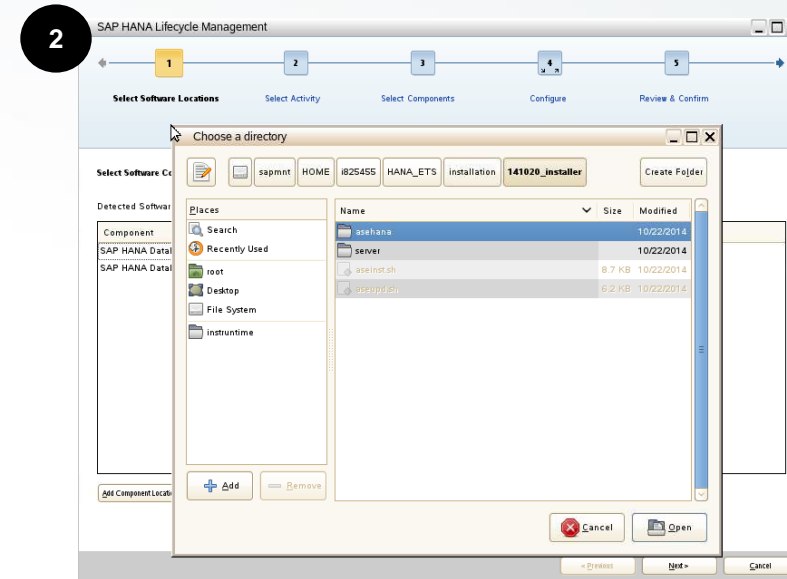 2
SAP HANA Lifecycle Management
1 2 3 4 5
Select Software Locations Select Activity Select Components Configure Review & Confirm
Choose a directory
sapmnt HOME i825455 HANA_ETS installation 141020_installer Create Folder
Select Software Co
Detected Softwar
Places Name Size Modified
Component
Search asehana 10/22/2014
SAP HANA Datal
Recently Used server 10/22/2014
SAP HANA Datal
root aseinst.sh 8.7 KB 10/22/2014
Desktop aseupd.sh 6.2 KB 10/22/2014
File System
instruntime
Add Component Locati
Add Remove
Cancel Open
< Previous Next > Cancel